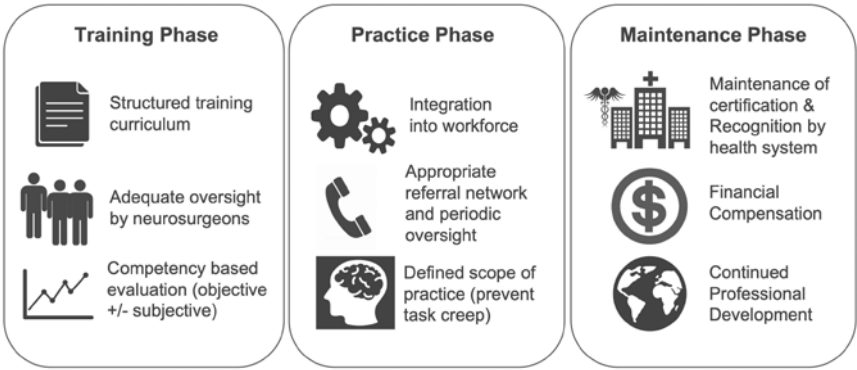 Training Phase
Structured training
curriculum
Adequate oversight
by neurosurgeons
Competency based
evaluation (objective
+/- subjective)
Practice Phase
Integration
into workforce
Appropriate
referral network
and periodic
oversight
Defined scope of
practice (prevent
task creep)
Maintenance Phase
Maintenance of
certification &
Recognition by
health system
Financial
Compensation
Continued
Professional
Development